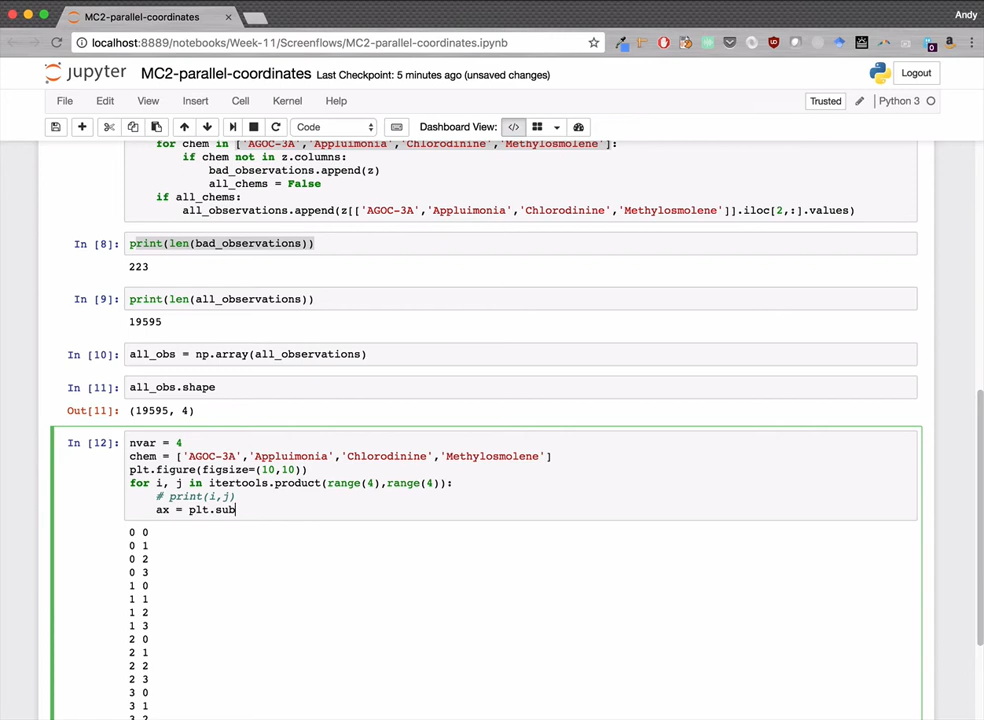 MC2-parallel-coordinates
Andy
localhost:8889/notebooks/Week-11/Screenflows/MC2-parallel-coordinates.ipynb
jupyter MC2-parallel-coordinates Last Checkpoint: 5 minutes ago (unsaved changes) Logout
File Edit View Insert Cell Kernel Help Trusted Python 3
Code Dashboard View:
for chem in ['AGOC-3A','Appluimonia','Chlorodinine','Methylosmolene']:
if chem not in z.columns:
bad_observations.append(z)
all_chems = False
if all_chems:
all_observations.append(z[['AGOC-3A','Appluimonia','Chlorodinine','Methylosmolene']].iloc[2,:].values)
In [8]: print(len(bad_observations))
223
In [9]: print(len(all_observations))
19595
In [10]: all_obs = np.array(all_observations)
In [11]: all_obs.shape
Out[11]: (19595, 4)
In [12]: nvar = 4
chem = ['AGOC-3A','Appluimonia','Chlorodinine','Methylosmolene']
plt.figure(figsize=(10,10))
for i, j in itertools.product(range(4),range(4)):
# print(i,j)
ax = plt.sub
0 0
0 1
0 2
0 3
1 0
1 1
1 2
1 3
2 0
2 1
2 2
2 3
3 0
3 1
3 2